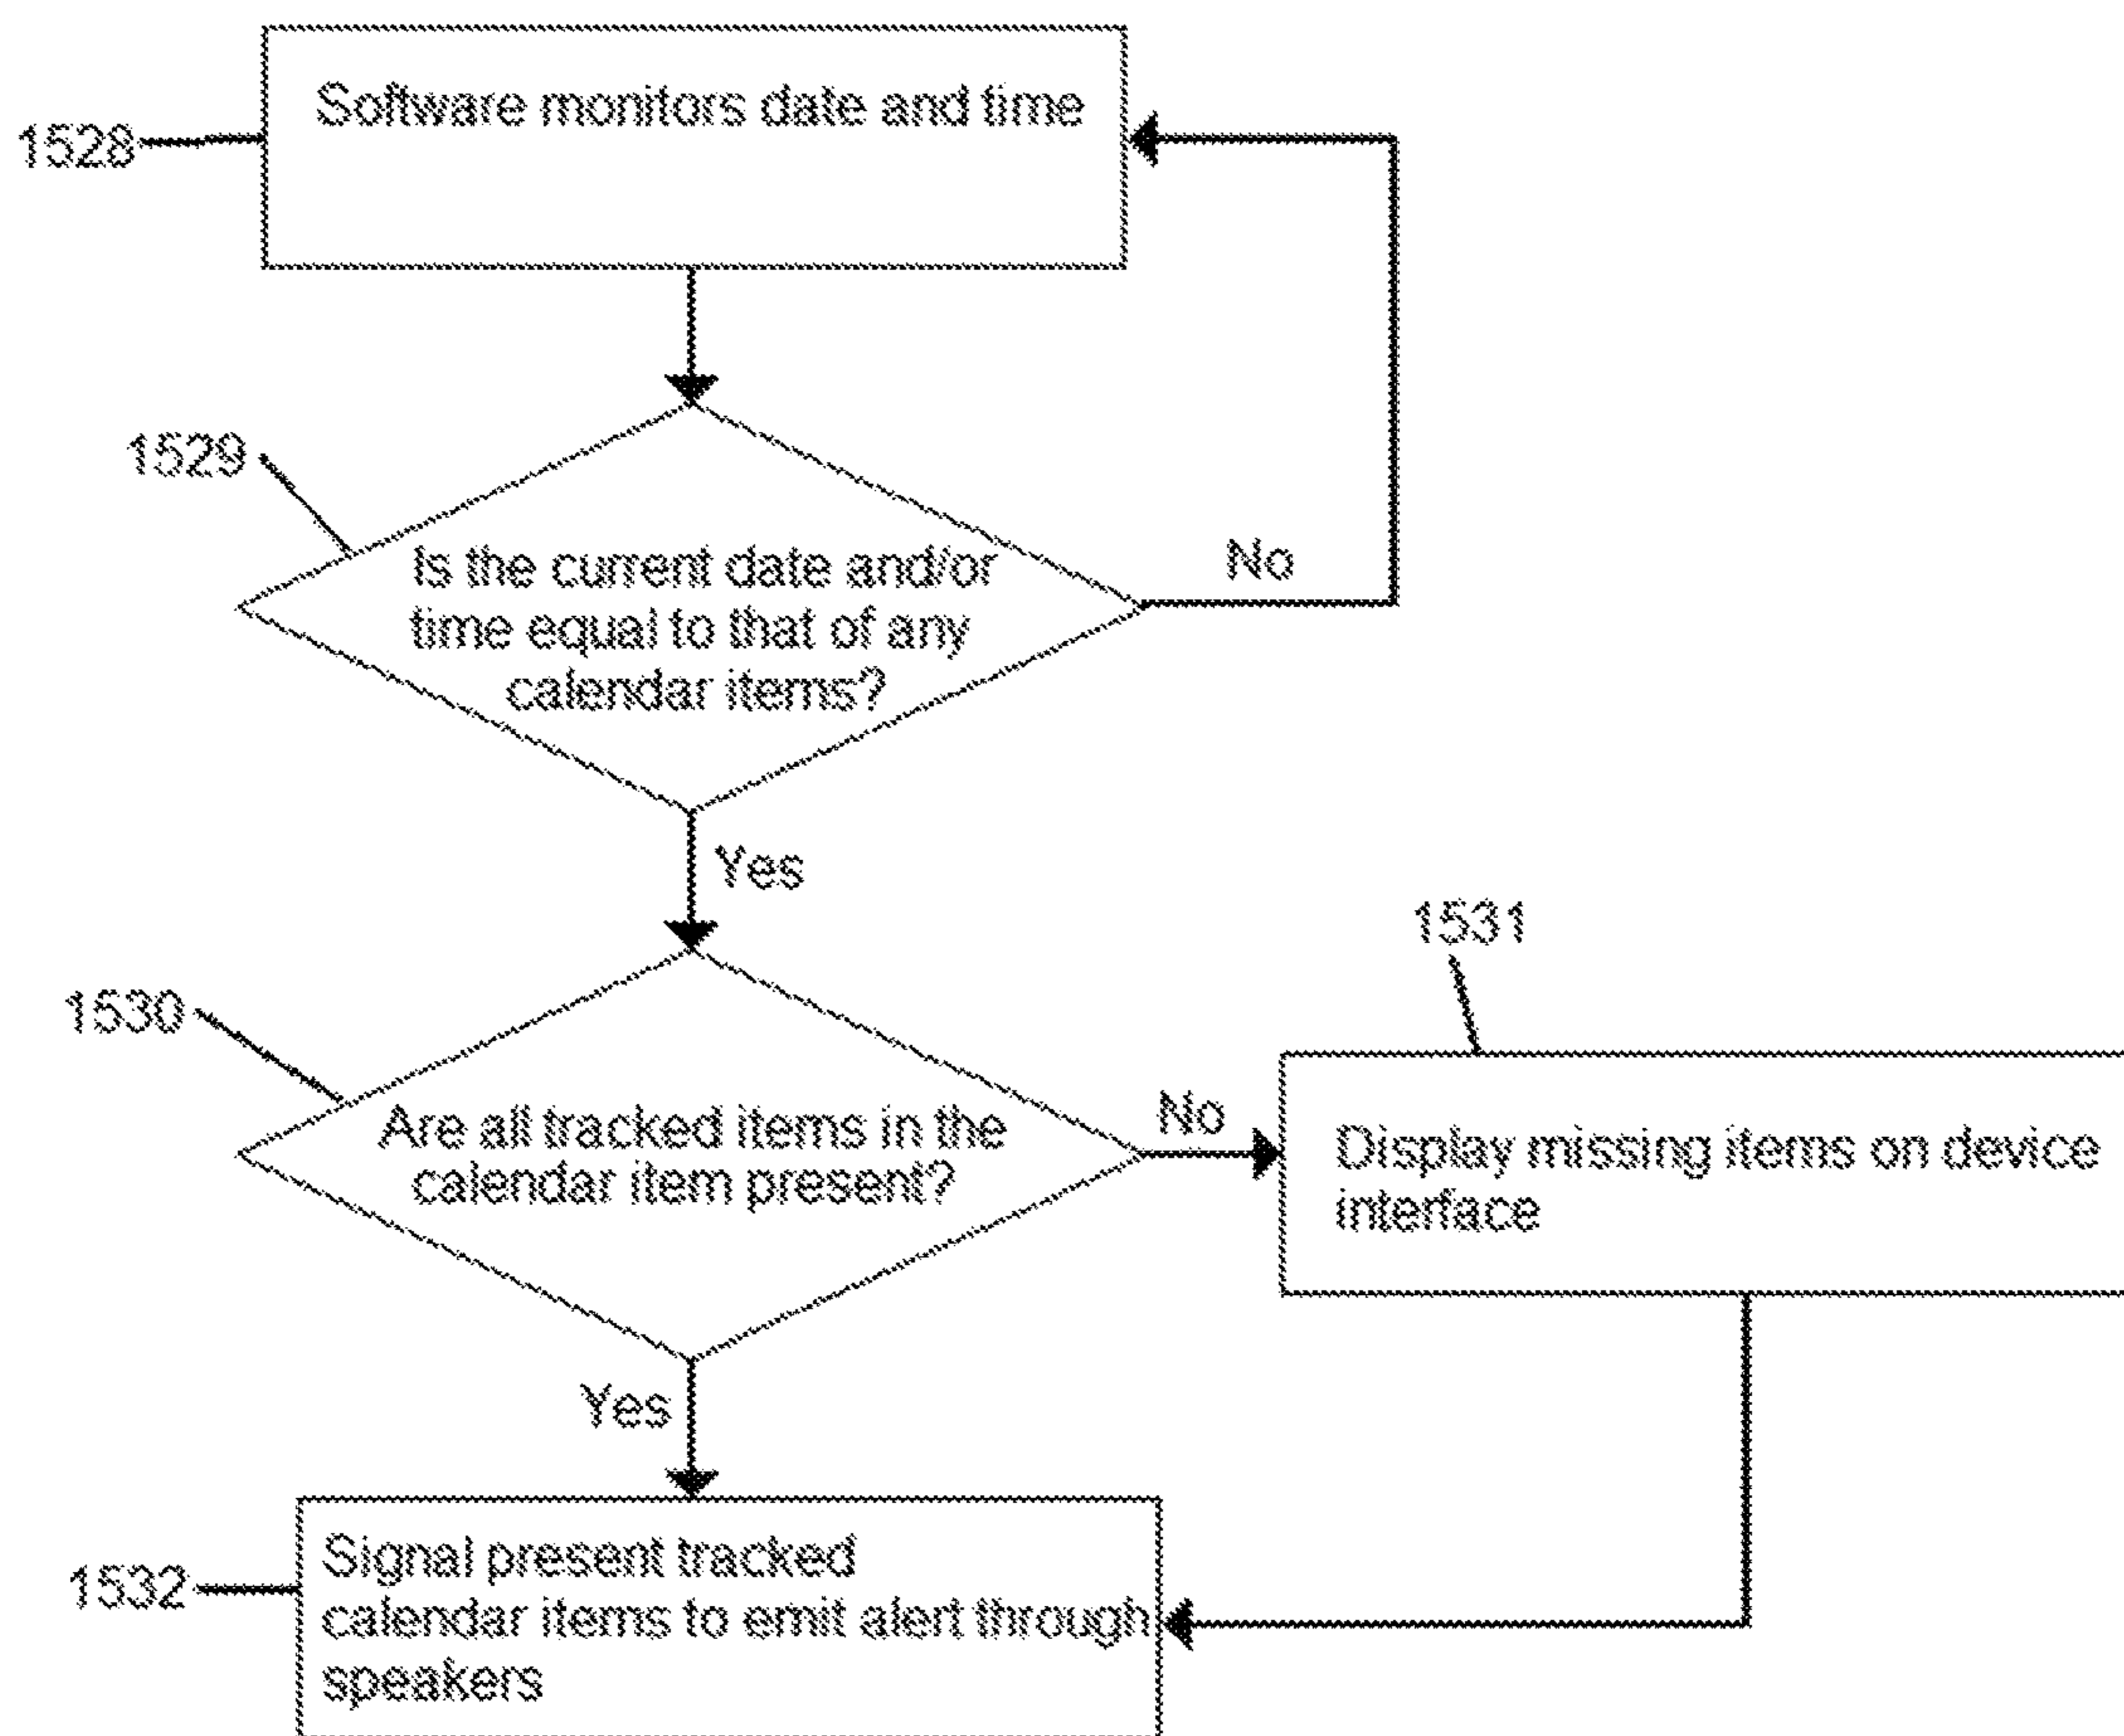 Software monitors date and time
1528
1529
Is the current date and/or
time equal to that of any
calendar items?
No
Yes
1530
Are all tracked items in the
calendar item present?
No
1531
Display missing items on device
interface
Yes
1532
Signal present tracked
calendar items to emit alert through
speakers